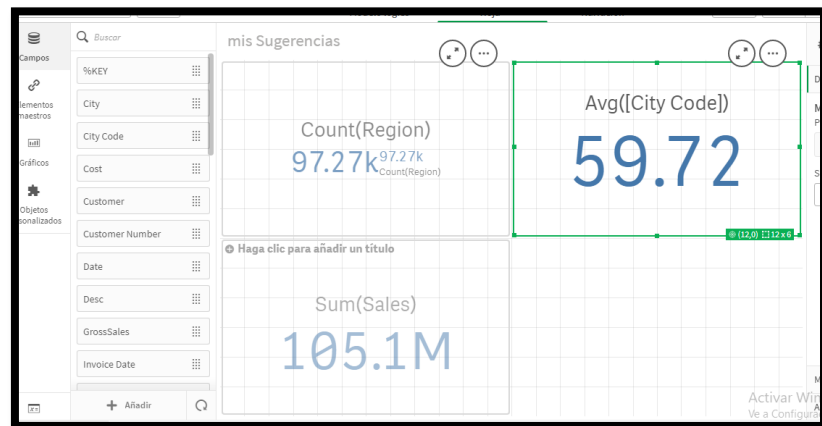 Campos
lementos
maestros
Gráficos
Objetos
sonalizados
Buscar
%KEY
City
City Code
Cost
Customer
Customer Number
Date
Desc
GrossSales
Invoice Date
Añadir
mis Sugerencias
Count(Region)
97.27k
97.27k
Count(Region)
Avg([City Code])
59.72
(12,0) 12 x 6
Haga clic para añadir un título
Sum(Sales)
105.1M
Activar Win
Ve a Configura